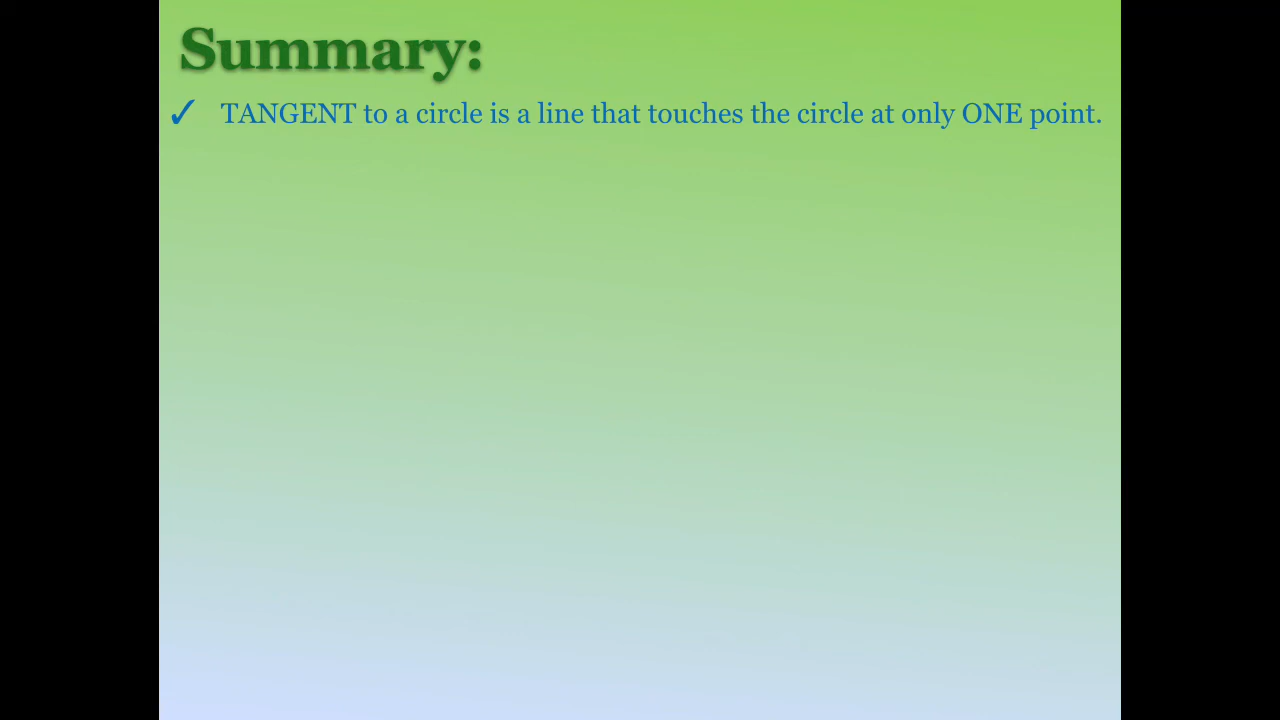 Summary:
✓ TANGENT to a circle is a line that touches the circle at only ONE point.